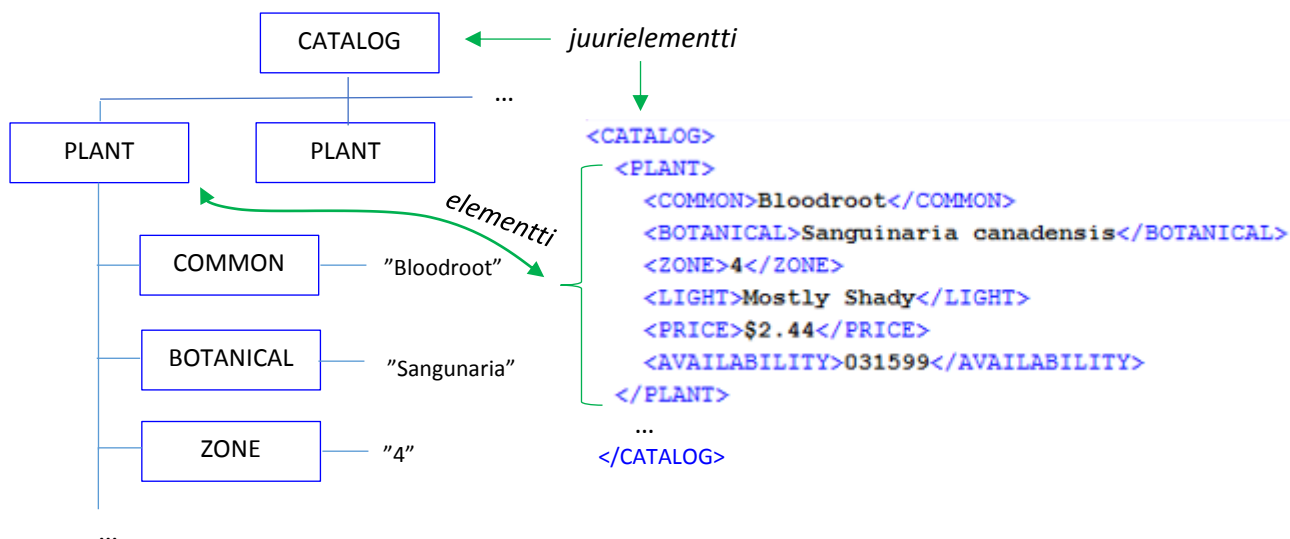 CATALOG
juurielementti
...
PLANT
PLANT
elementti
COMMON
”Bloodroot”
BOTANICAL
”Sangunaria”
ZONE
”4”
...
<CATALOG>
<PLANT>
<COMMON>Bloodroot</COMMON>
<BOTANICAL>Sanguinaria canadensis</BOTANICAL>
<ZONE>4</ZONE>
<LIGHT>Mostly Shady</LIGHT>
<PRICE>$2.44</PRICE>
<AVAILABILITY>031599</AVAILABILITY>
</PLANT>
...
</CATALOG>